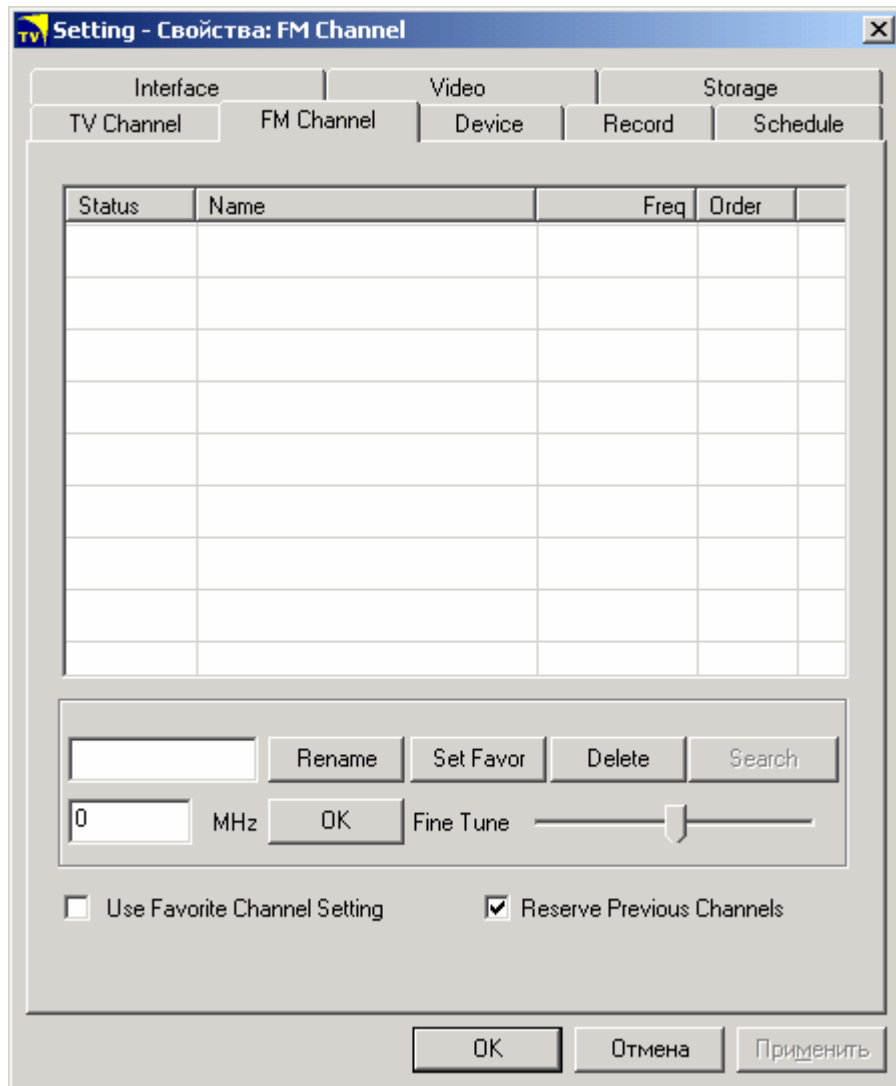 TV Setting - Свойства: FM Channel
Interface Video Storage
TV Channel FM Channel Device Record Schedule
Status Name Freq Order
Rename Set Favor Delete Search
0 MHz OK Fine Tune
Use Favorite Channel Setting Reserve Previous Channels
OK Отмена Применить